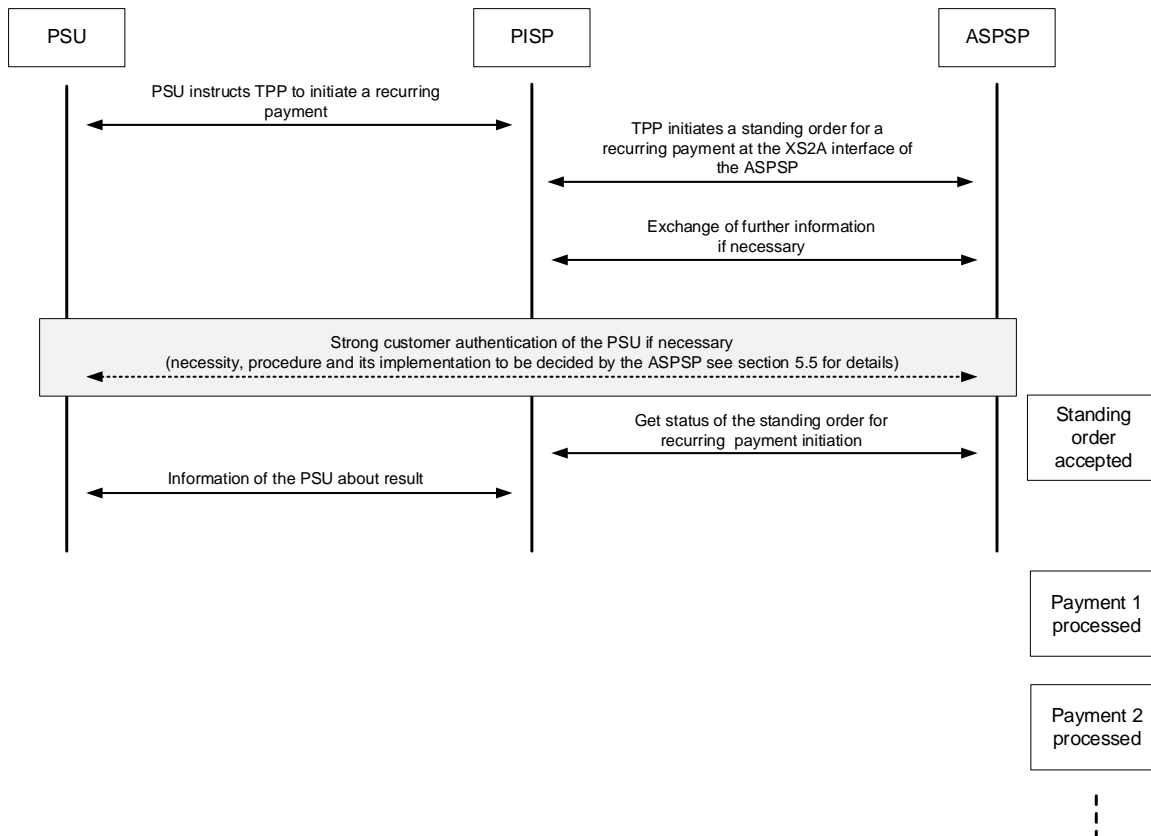 PSU
PISP
ASPSP
PSU instructs TPP to initiate a recurring
payment
TPP initiates a standing order for a
recurring payment at the XS2A interface of
the ASPSP
Exchange of further information
if necessary
Strong customer authentication of the PSU if necessary
(necessity, procedure and its implementation to be decided by the ASPSP see section 5.5 for details)
Get status of the standing order for
recurring payment initiation
Standing
order
accepted
Information of the PSU about result
Payment 1
processed
Payment 2
processed